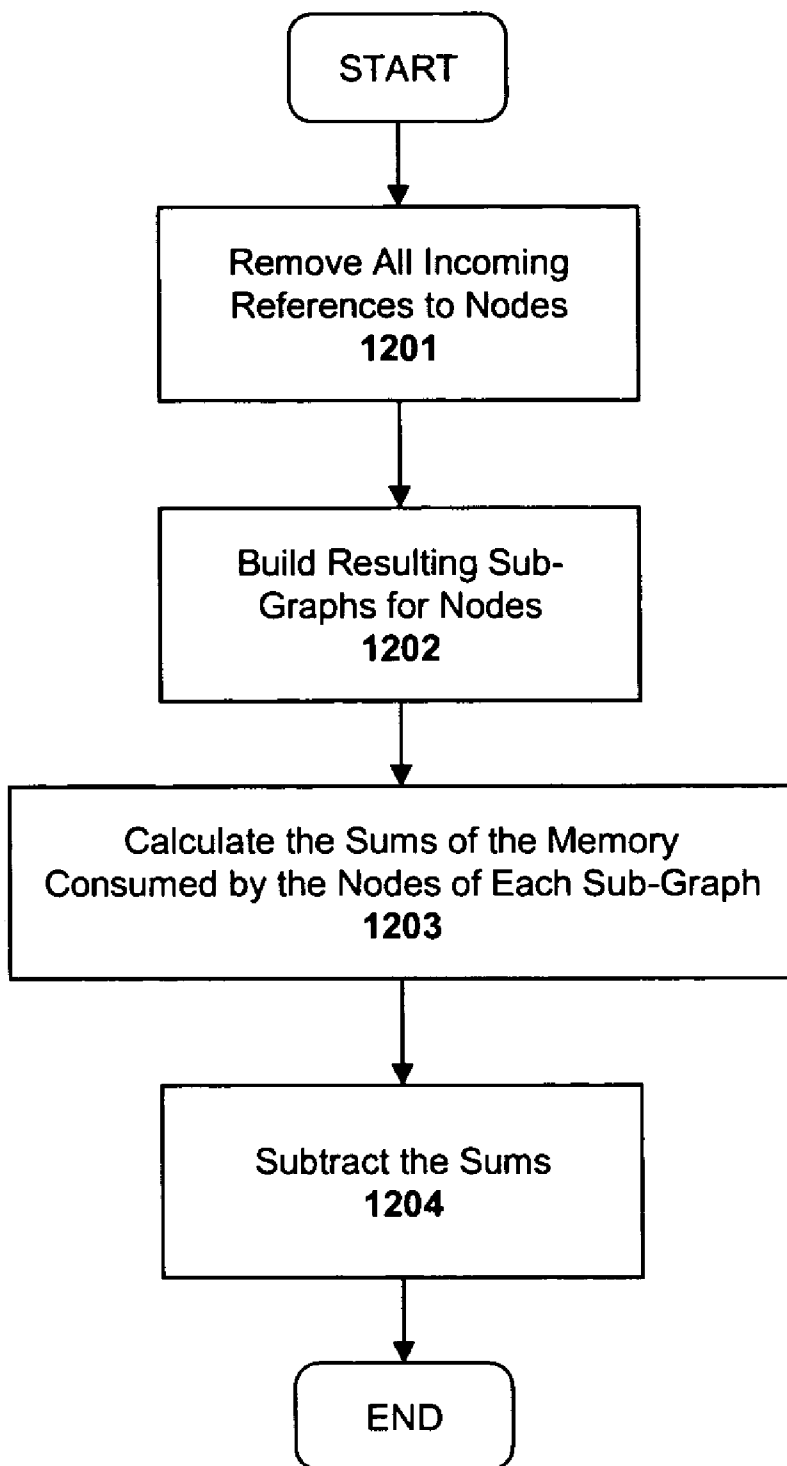 START
Remove All Incoming
References to Nodes
1201
Build Resulting Sub-
Graphs for Nodes
1202
Calculate the Sums of the Memory
Consumed by the Nodes of Each Sub-Graph
1203
Subtract the Sums
1204
END